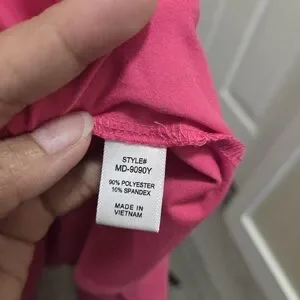 STYLE#
MD-9090Y
90% POLYESTER
10% SPANDEX
MADE IN
VIETNAM